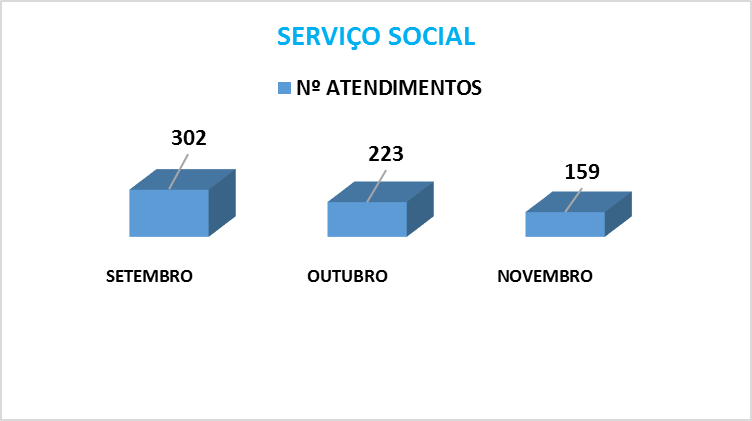 SERVIÇO SOCIAL
Nº ATENDIMENTOS
302
223
159
SETEMBRO
OUTUBRO
NOVEMBRO